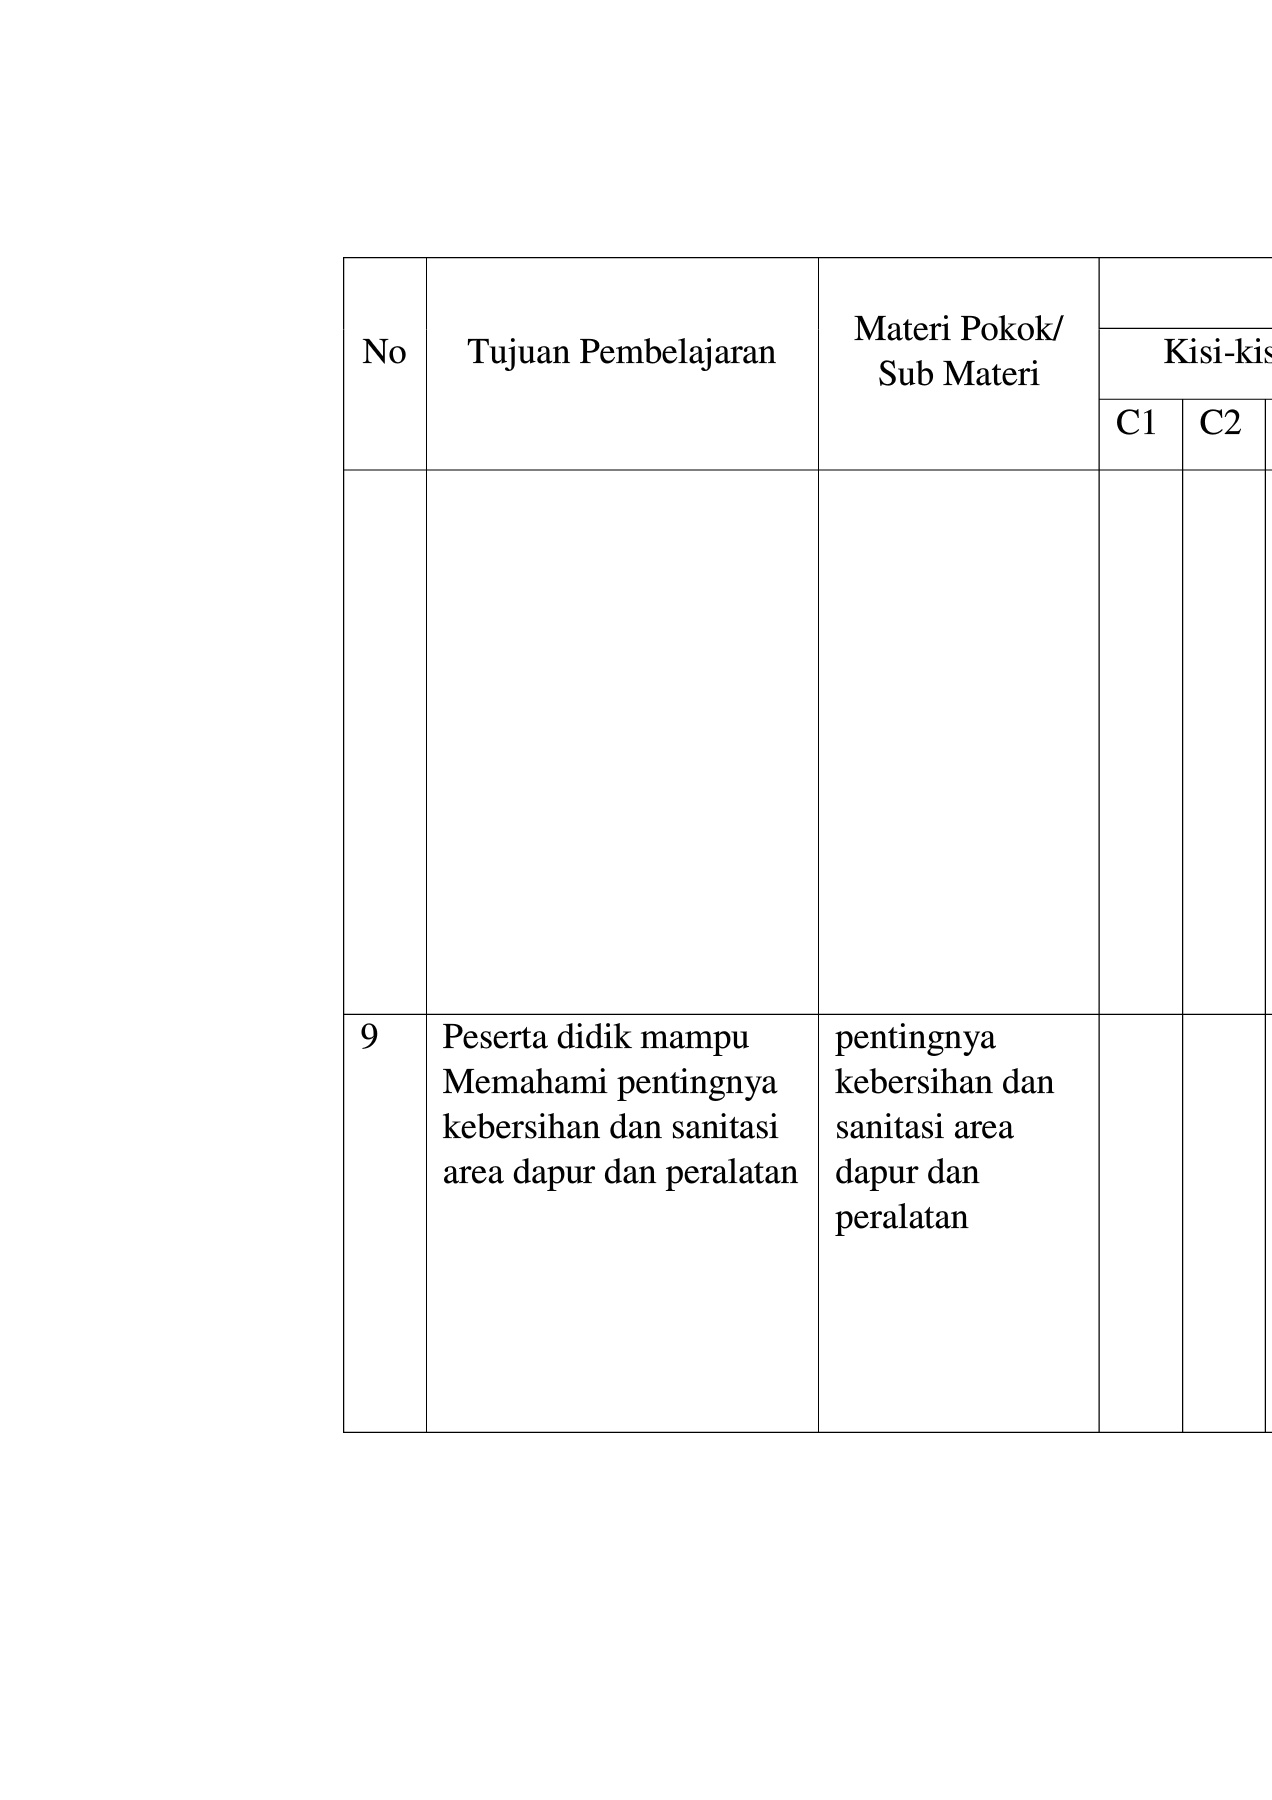 No
Tujuan Pembelajaran
Materi Pokok/
Sub Materi
Kisi-kis
C1
C2
9
Peserta didik mampu
Memahami pentingnya
kebersihan dan sanitasi
area dapur dan peralatan
pentingnya
kebersihan dan
sanitasi area
dapur dan
peralatan